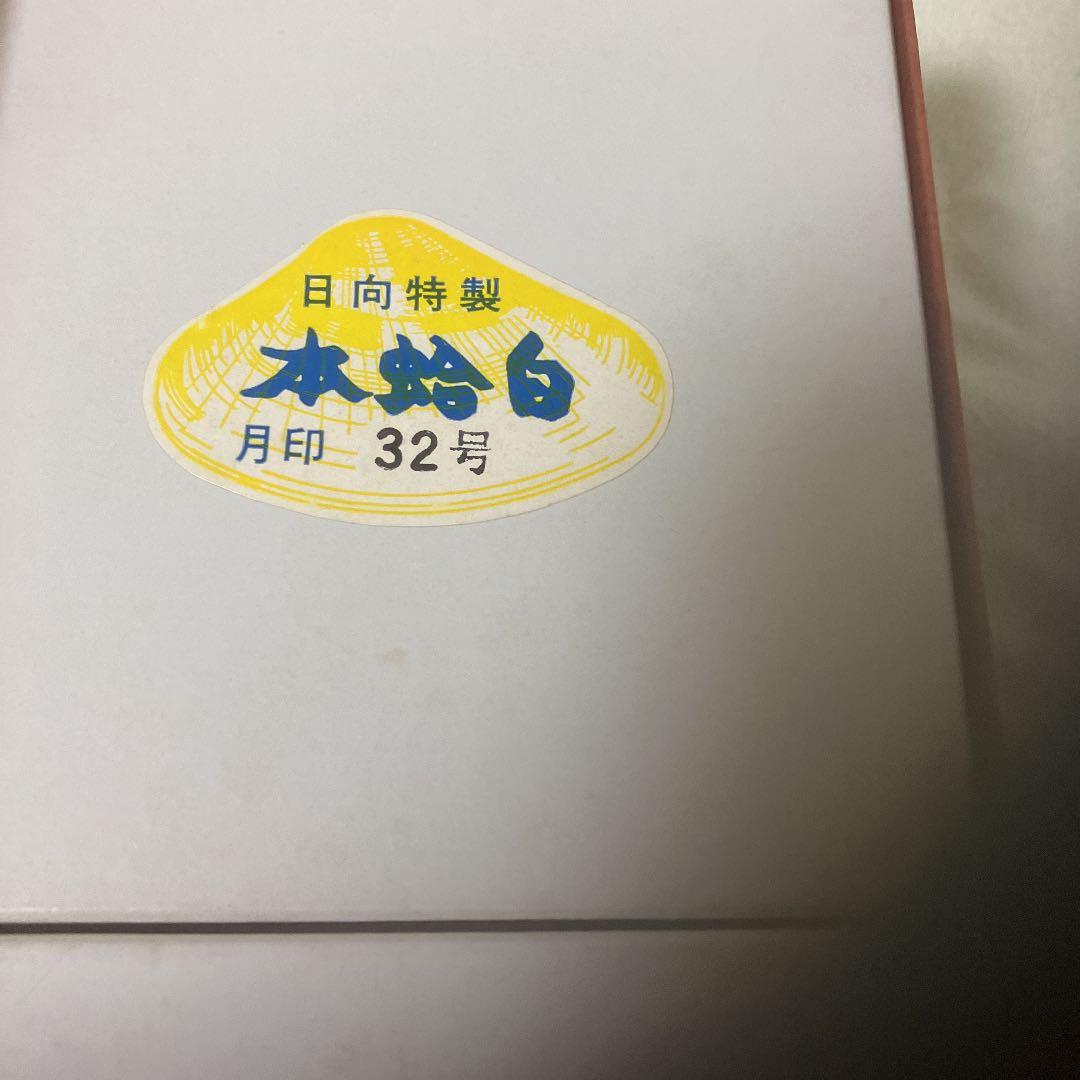 日向特製
本蛤白
月印 32号